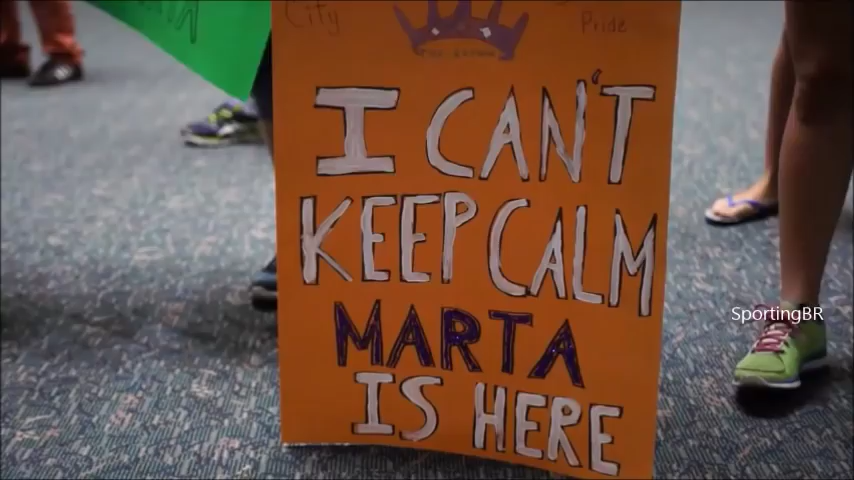 City Pride
I CAN'T
KEEP CALM
MARTA
IS HERE
SportingBR